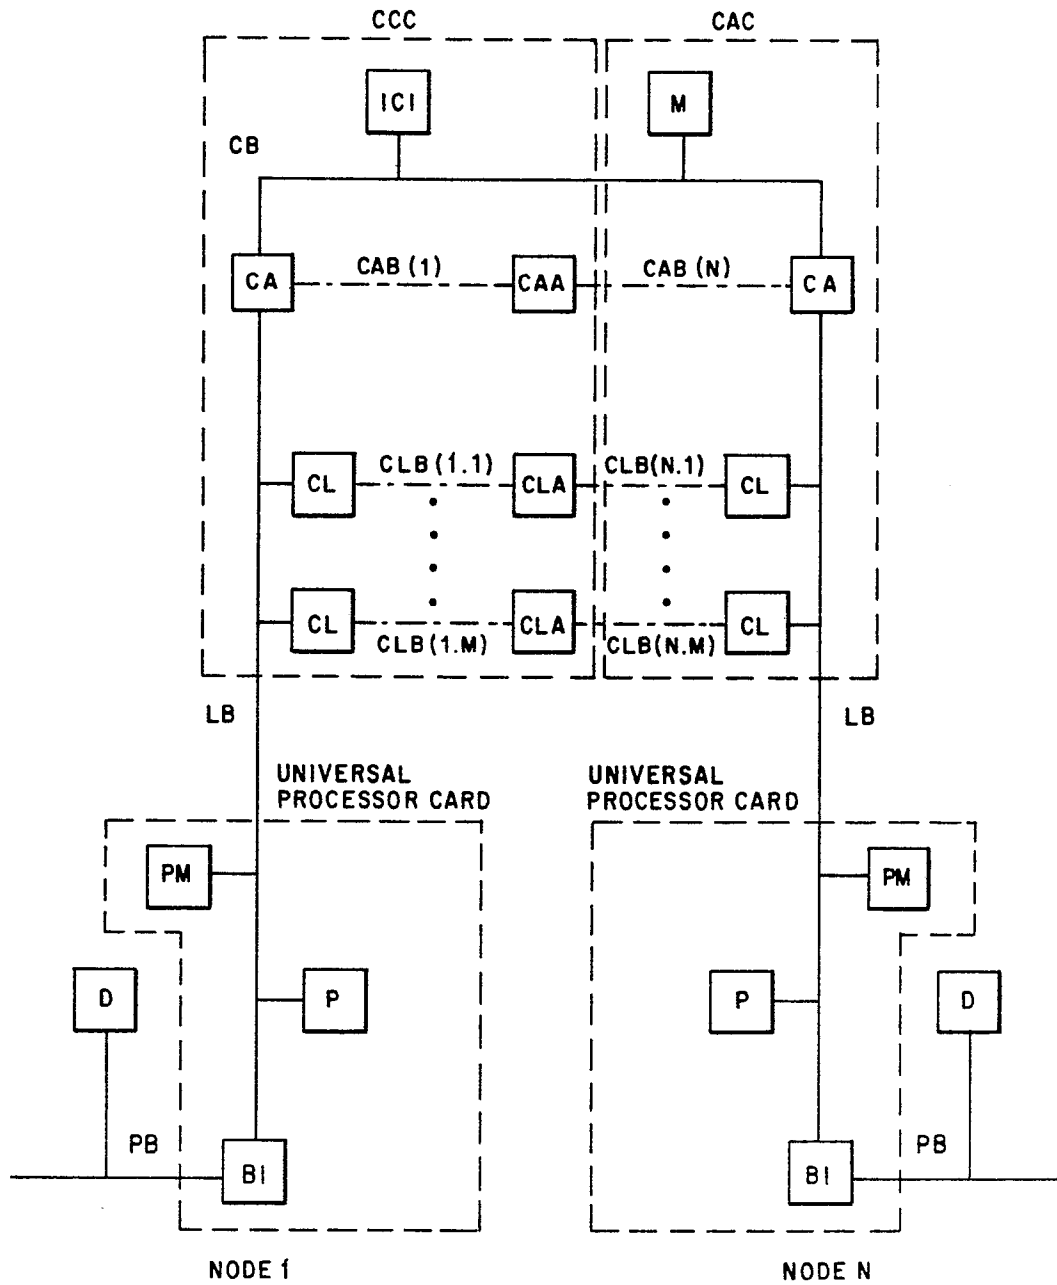 CCC
CAC
ICI
M
CB
CAB (1)
CAB (N)
CA
CAA
CA
CLB (1.1)
CLB(N.1)
CL
CLA
CL
CL
CLA
CL
CLB(1.M)
CLB(N.M)
LB
LB
UNIVERSAL
PROCESSOR CARD
UNIVERSAL
PROCESSOR CARD
PM
PM
D
P
P
D
PB
PB
BI
BI
NODE 1
NODE N